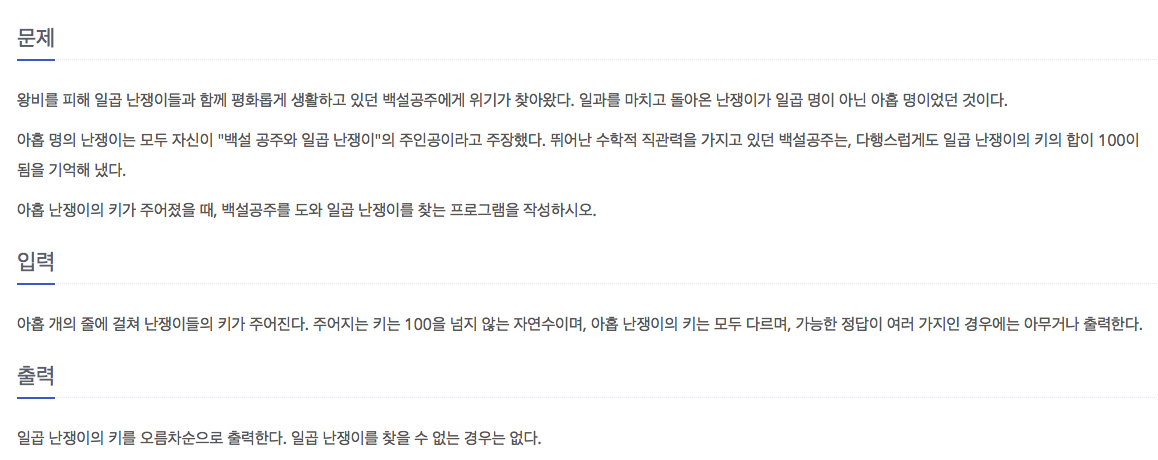 문제
왕비를 피해 일곱 난쟁이들과 함께 평화롭게 생활하고 있던 백설공주에게 위기가 찾아왔다. 일과를 마치고 돌아온 난쟁이가 일곱 명이 아닌 아홉 명이었던 것이다.
아홉 명의 난쟁이는 모두 자신이 "백설 공주와 일곱 난쟁이"의 주인공이라고 주장했다. 뛰어난 수학적 직관력을 가지고 있던 백설공주는, 다행스럽게도 일곱 난쟁이의 키의 합이 100이
됨을 기억해 냈다.
아홉 난쟁이의 키가 주어졌을 때, 백설공주를 도와 일곱 난쟁이를 찾는 프로그램을 작성하시오.
입력
아홉 개의 줄에 걸쳐 난쟁이들의 키가 주어진다. 주어지는 키는 100을 넘지 않는 자연수이며, 아홉 난쟁이의 키는 모두 다르며, 가능한 정답이 여러 가지인 경우에는 아무거나 출력한다.
출력
일곱 난쟁이의 키를 오름차순으로 출력한다. 일곱 난쟁이를 찾을 수 없는 경우는 없다.